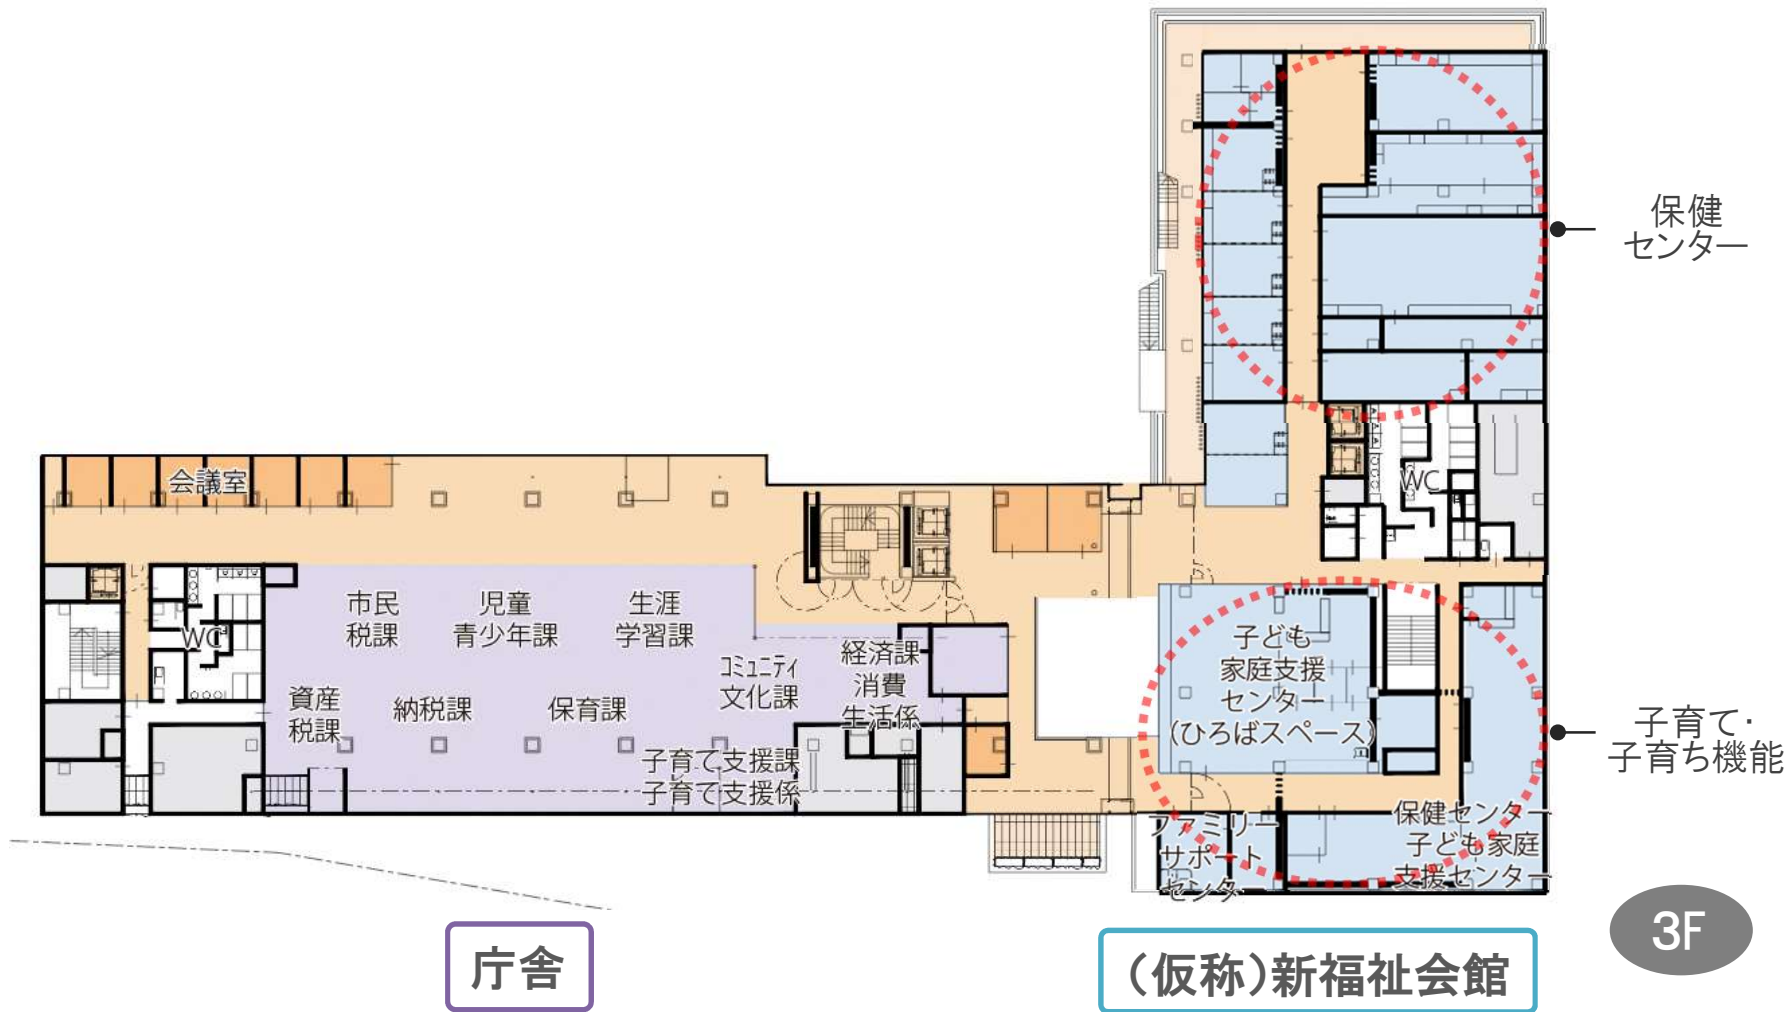 保健
センター
会議室
WC
市民
税課
児童
青少年課
生涯
学習課
WC
コミュニティ
文化課
経済課
消費
生活係
資産
税課
納税課
保育課
子育て支援課
子育て支援係
子ども
家庭支援
センター
(ひろばスペース)
子育て・
子育ち機能
ファミリー
サポート
センター
保健センター
子ども家庭
支援センター
3F
庁舎
(仮称)新福祉会館